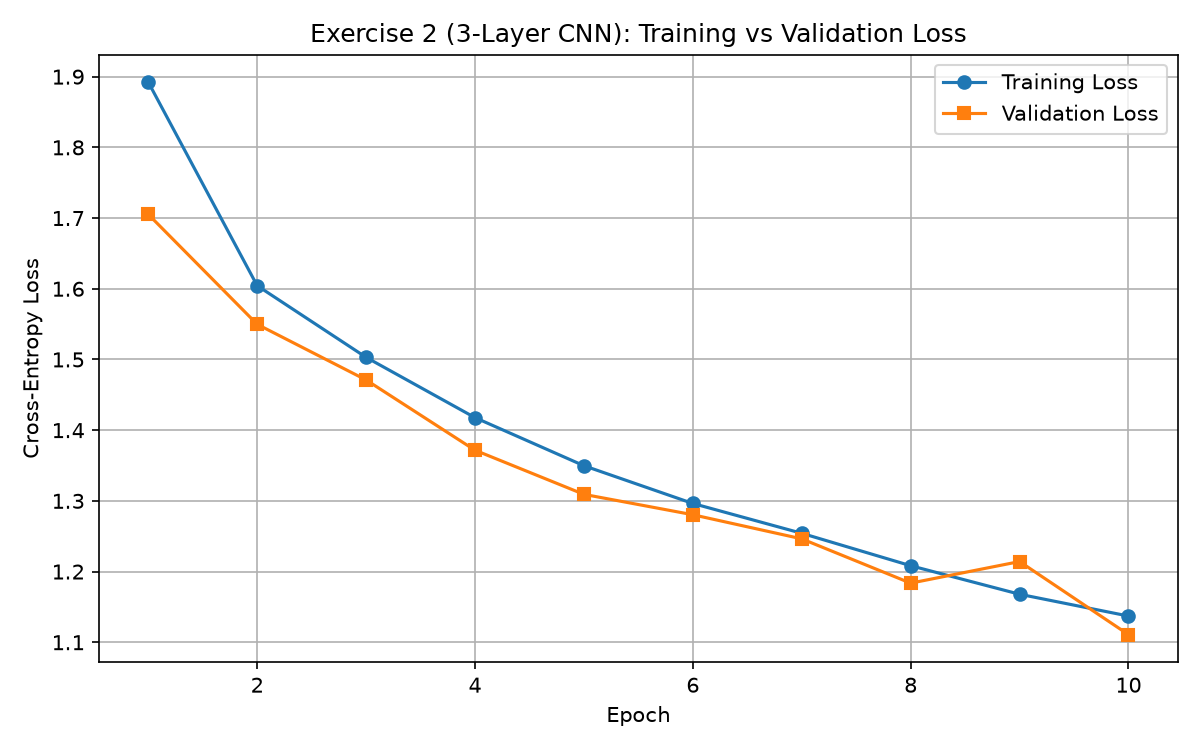 Exercise 2 (3-Layer CNN): Training vs Validation Loss
Training Loss
Validation Loss
Cross-Entropy Loss
1.9
1.8
1.7
1.6
1.5
1.4
1.3
1.2
1.1
2 4 6 8 10
Epoch